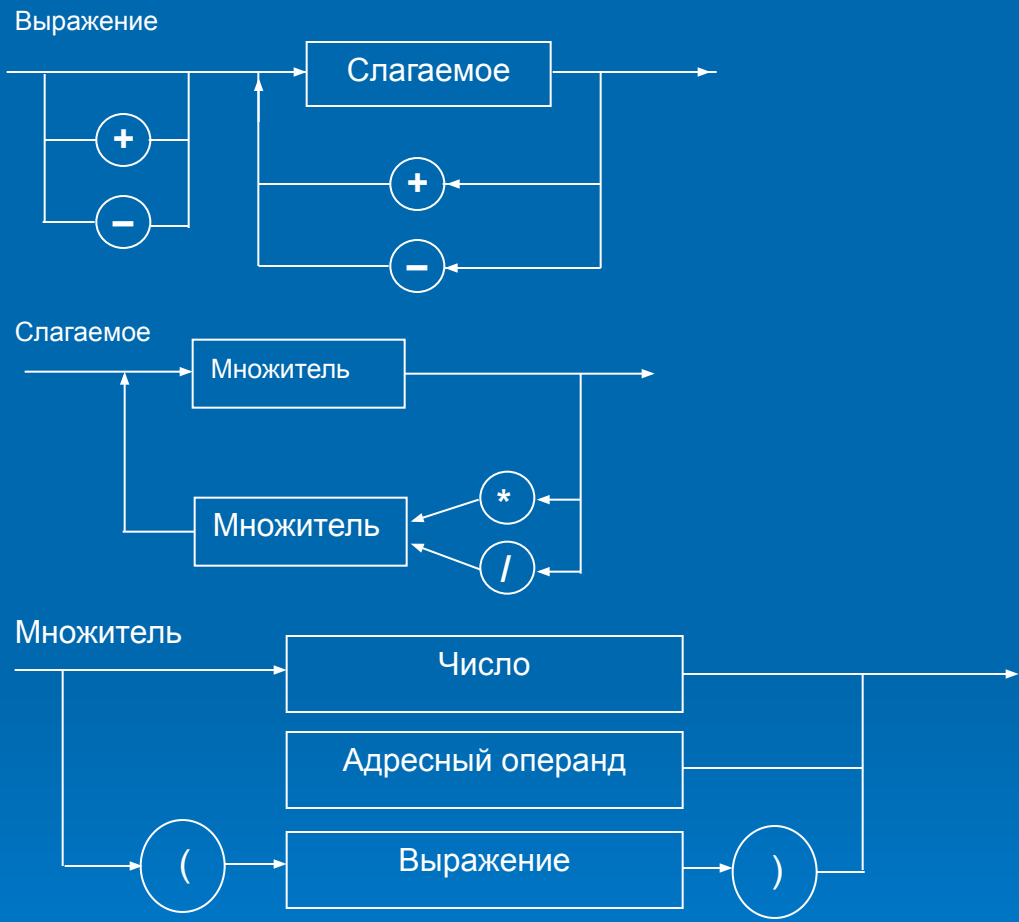 Выражение
Слагаемое
+
+
–
–
Слагаемое
Множитель
*
Множитель
/
Множитель
Число
Адресный операнд
( Выражение )